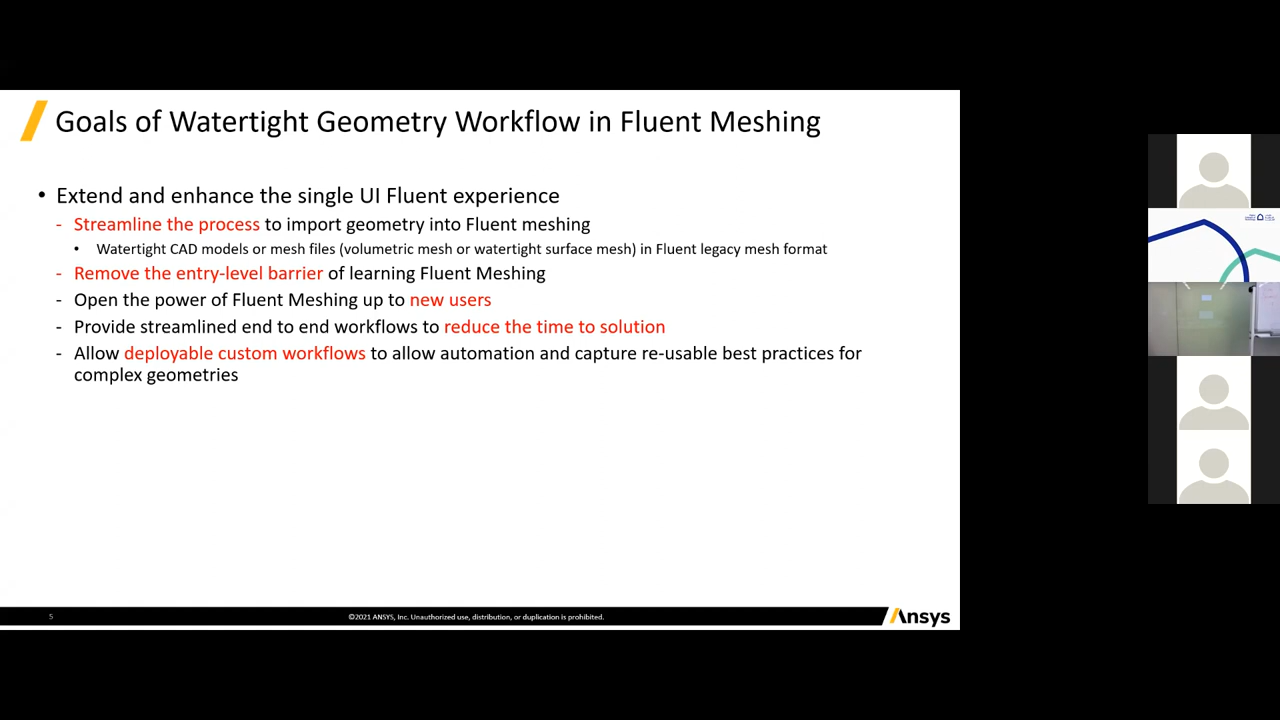 Goals of Watertight Geometry Workflow in Fluent Meshing
• Extend and enhance the single UI Fluent experience
- Streamline the process to import geometry into Fluent meshing
• Watertight CAD models or mesh files (volumetric mesh or watertight surface mesh) in Fluent legacy mesh format
- Remove the entry-level barrier of learning Fluent Meshing
- Open the power of Fluent Meshing up to new users
- Provide streamlined end to end workflows to reduce the time to solution
- Allow deployable custom workflows to allow automation and capture re-usable best practices for
complex geometries
5
©2021 ANSYS, Inc. Unauthorized use, distribution, or duplication is prohibited.
Ansys